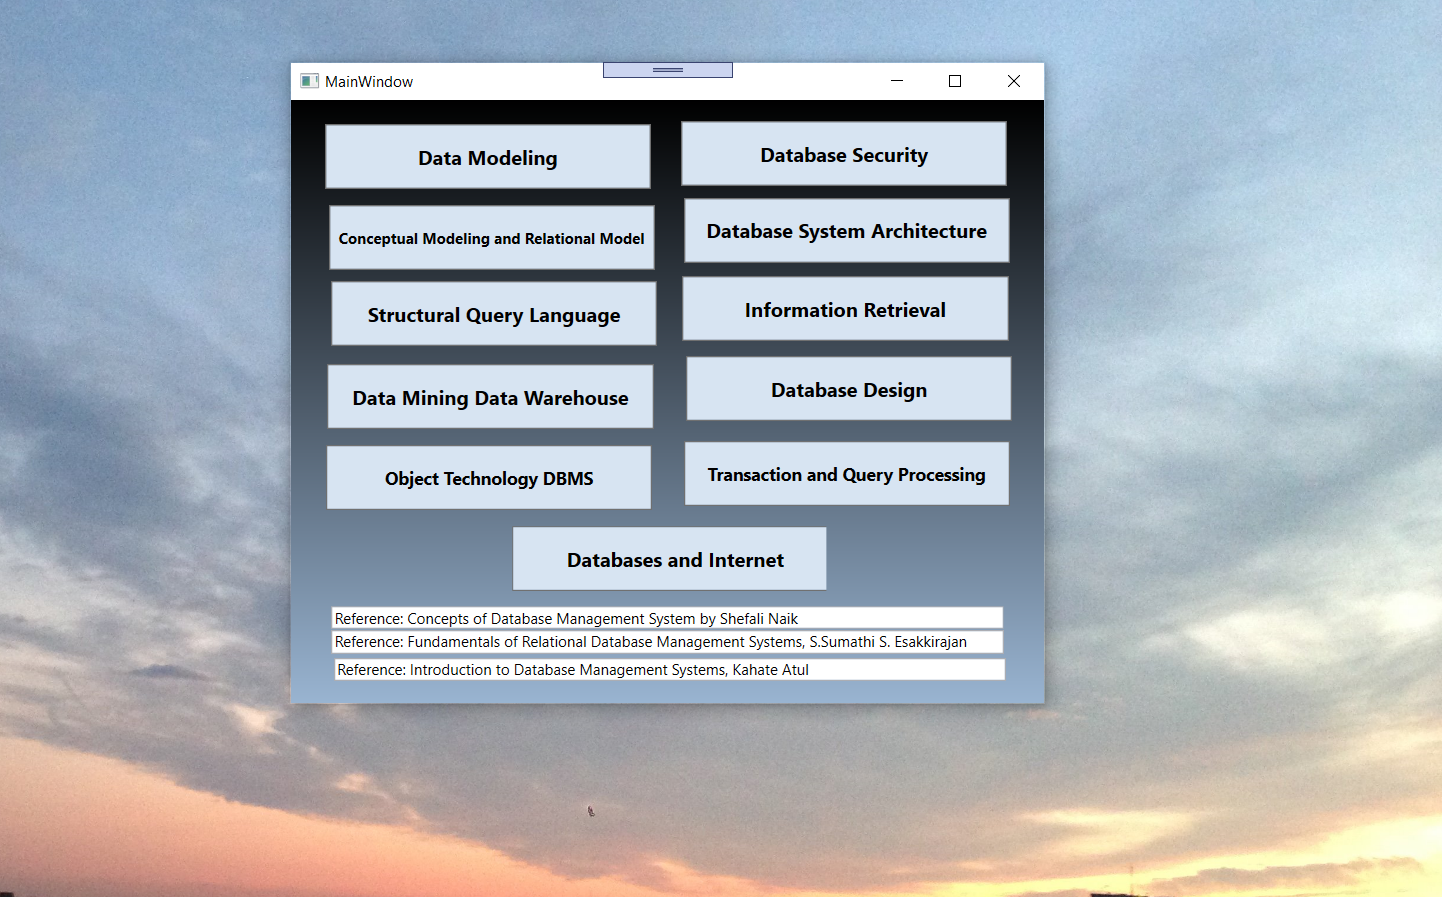 MainWindow
Data Modeling
Database Security
Conceptual Modeling and Relational Model
Database System Architecture
Structural Query Language
Information Retrieval
Data Mining Data Warehouse
Database Design
Object Technology DBMS
Transaction and Query Processing
Databases and Internet
Reference: Concepts of Database Management System by Shefali Naik
Reference: Fundamentals of Relational Database Management Systems, S.Sumathi S. Esakkirajan
Reference: Introduction to Database Management Systems, Kahate Atul